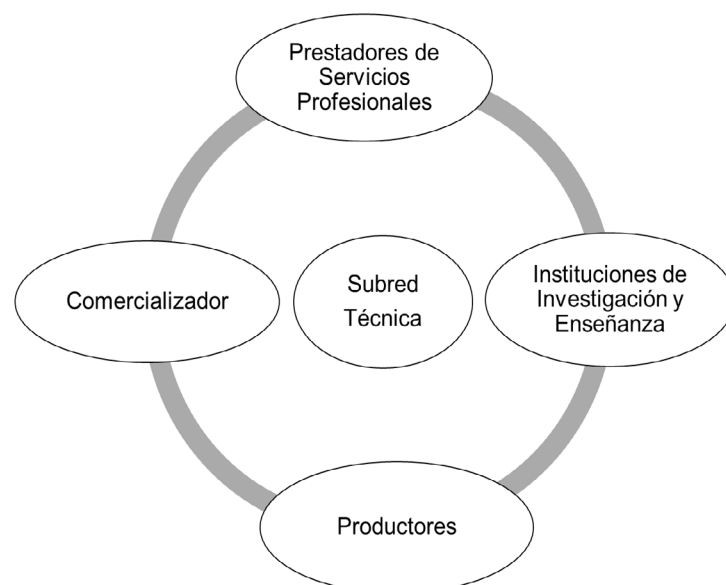 Prestadores de
Servicios
Profesionales
Comercializador
Subred
Técnica
Instituciones de
Investigación y
Enseñanza
Productores